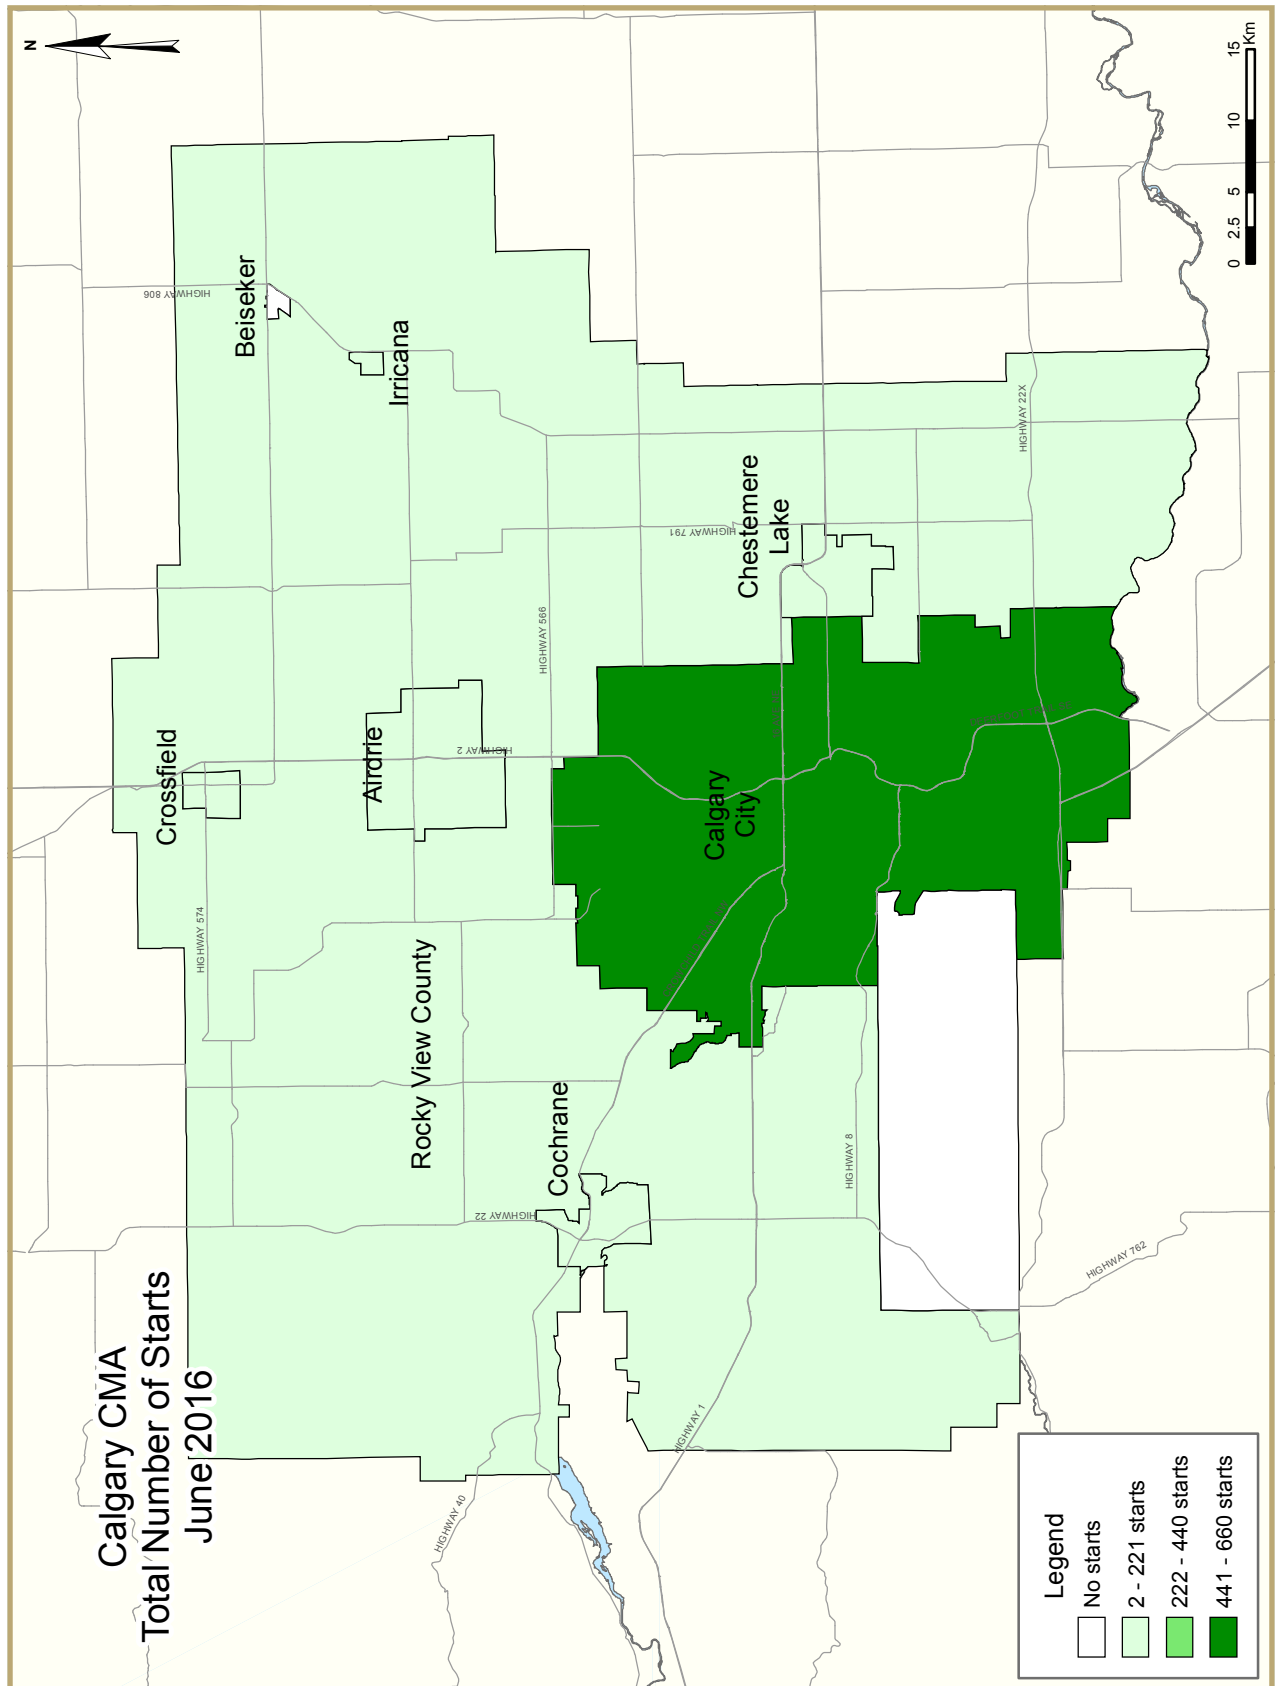 Calgary CMA
Total Number of Starts
June 2016
N
HIGHWAY 40
HIGHWAY 1
HIGHWAY 22
Cochrane
Rocky View County
HIGHWAY 574
Crossfield
Airdrie
HIGHWAY 2
HIGHWAY 566
Beiseker
HIGHWAY 806
Irricana
Chestemere
Lake
HIGHWAY 791
Calgary
City
HIGHWAY 8
HIGHWAY 22X
HIGHWAY 762
Legend
No starts
2 - 221 starts
222 - 440 starts
441 - 660 starts
0 2.5 5 10 15
Km